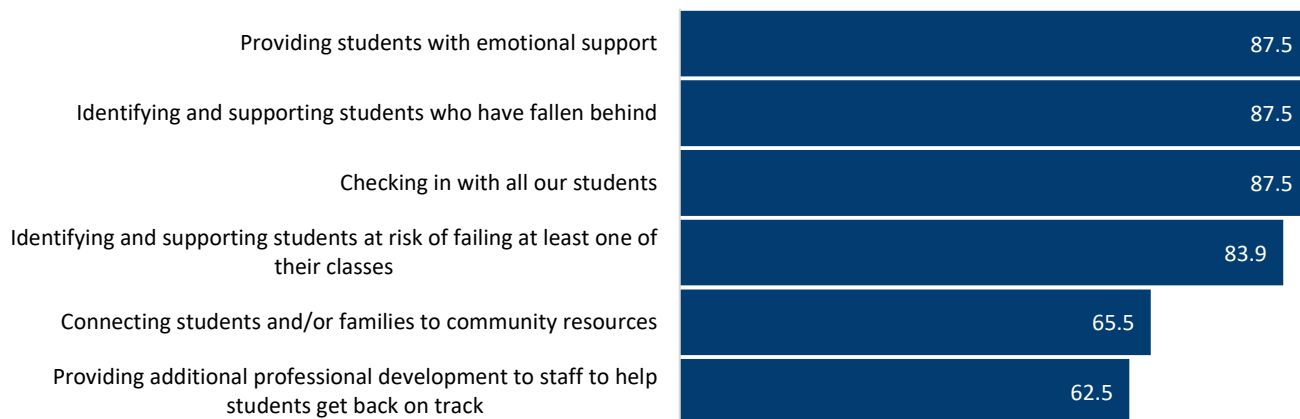 Providing students with emotional support
87.5
Identifying and supporting students who have fallen behind
87.5
Checking in with all our students
87.5
Identifying and supporting students at risk of failing at least one of
their classes
83.9
Connecting students and/or families to community resources
65.5
Providing additional professional development to staff to help
students get back on track
62.5